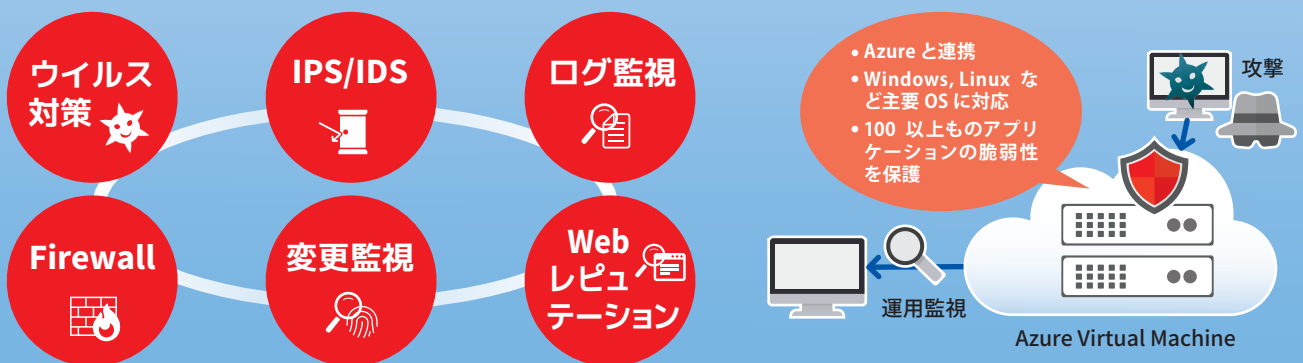 ウイルス
対策
IPS/IDS
ログ監視
Firewall
変更監視
Web
レピュ
テーション
• Azure と連携
• Windows, Linux な
ど主要 OS に対応
• 100 以上ものアプリ
ケーションの脆弱性
を保護
攻撃
運用監視
Azure Virtual Machine